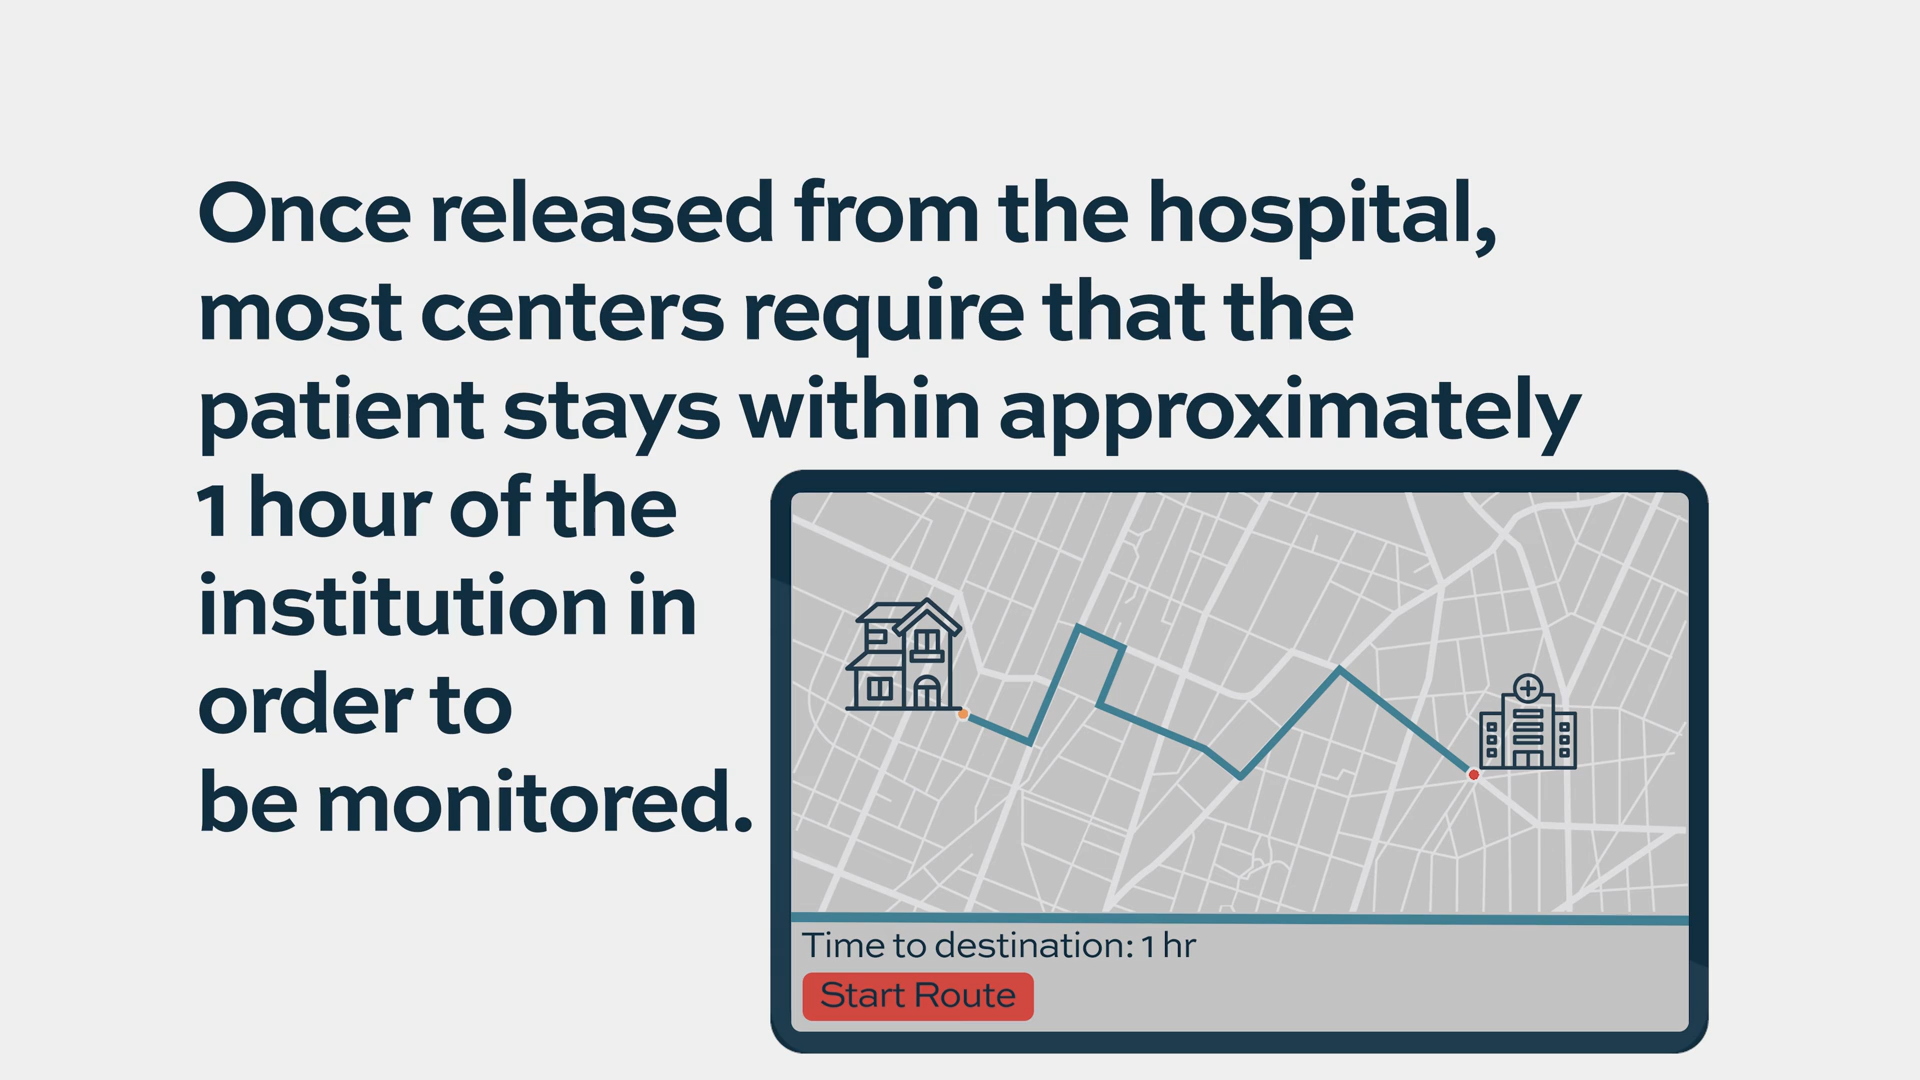 Once released from the hospital,
most centers require that the
patient stays within approximately
1 hour of the
institution in
order to
be monitored.
Time to destination: 1 hr
Start Route